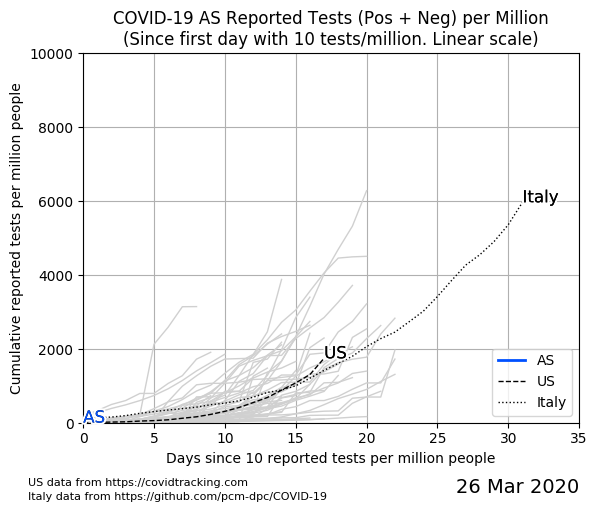 COVID-19 AS Reported Tests (Pos + Neg) per Million
(Since first day with 10 tests/million. Linear scale)
Cumulative reported tests per million people
10000
8000
6000
4000
2000
0
Italy
US
AS
AS
US
Italy
0 5 10 15 20 25 30 35
Days since 10 reported tests per million people
US data from https://covidtracking.com
Italy data from https://github.com/pcm-dpc/COVID-19
26 Mar 2020